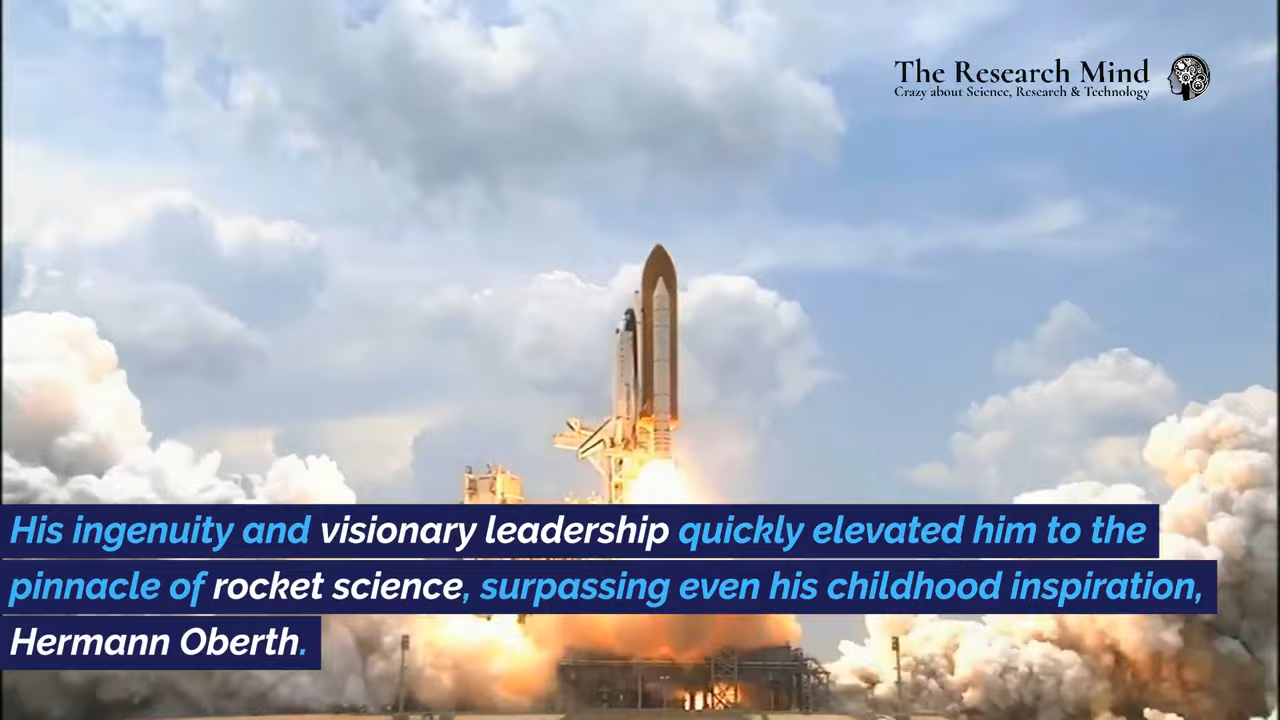 The Research Mind
Crazy about Science, Research & Technology
His ingenuity and visionary leadership quickly elevated him to the
pinnacle of rocket science, surpassing even his childhood inspiration,
Hermann Oberth.